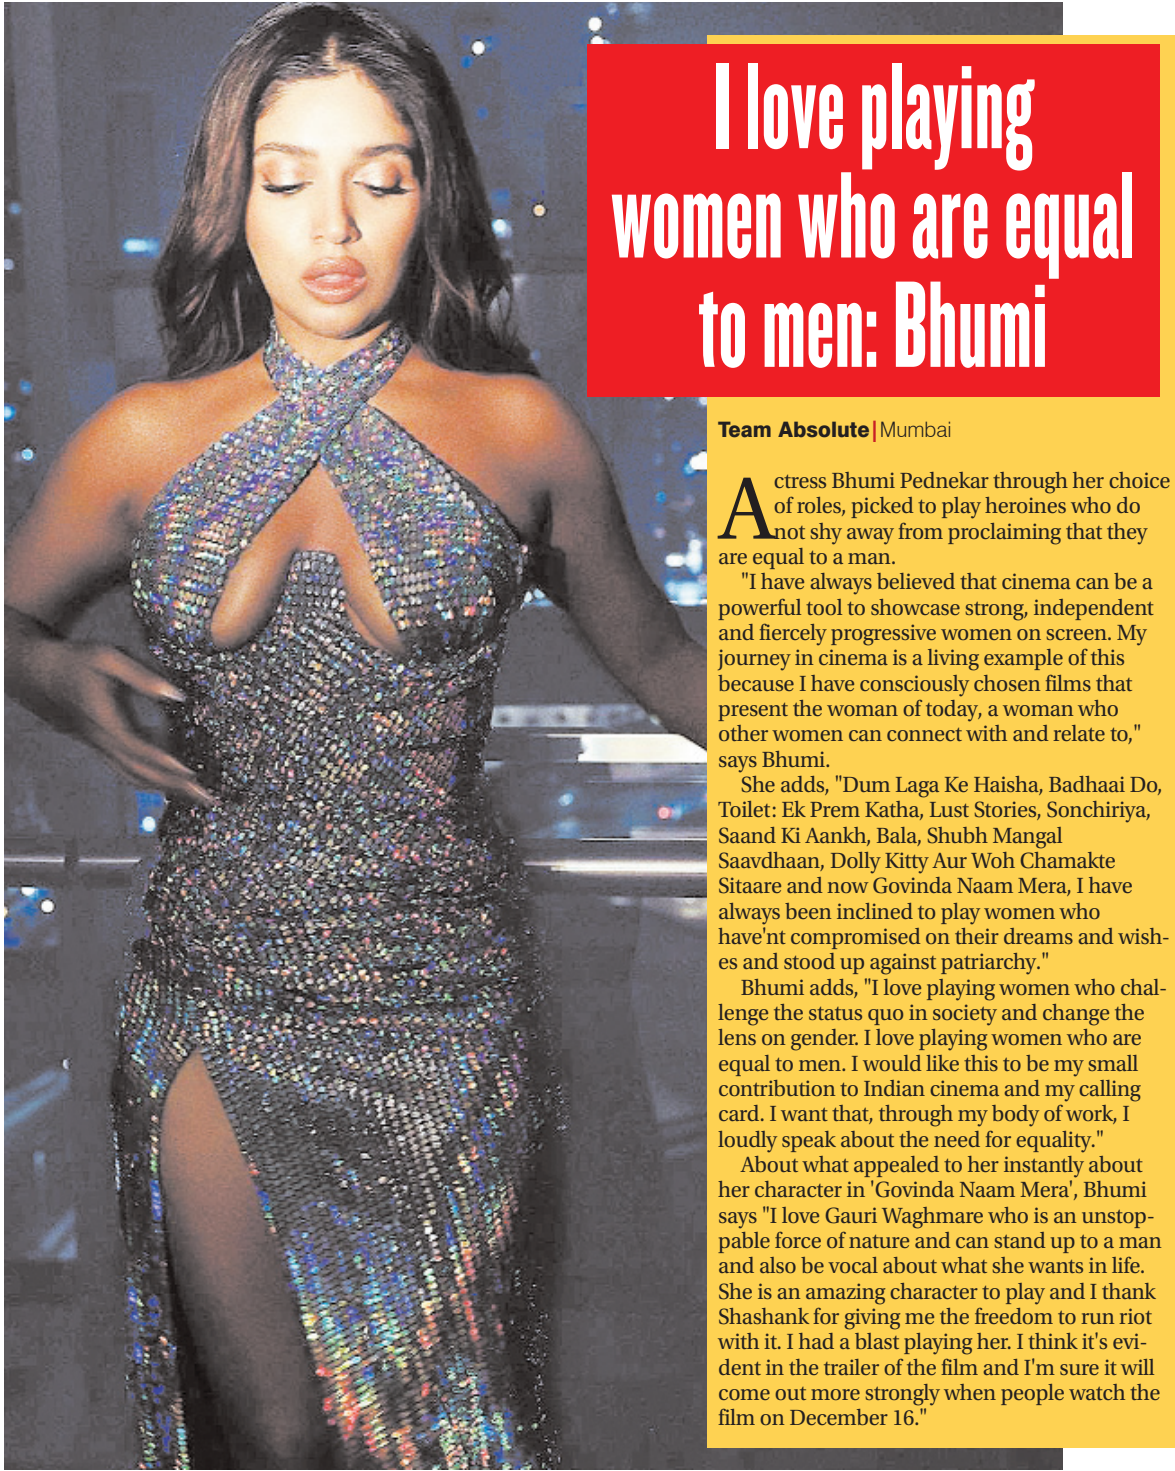 I love playing
women who are equal
to men: Bhumi
Team Absolute|Mumbai
Actress Bhumi Pednekar through her choice
of roles, picked to play heroines who do
not shy away from proclaiming that they
are equal to a man.
"I have always believed that cinema can be a
powerful tool to showcase strong, independent
and fiercely progressive women on screen. My
journey in cinema is a living example of this
because I have consciously chosen films that
present the woman of today, a woman who
other women can connect with and relate to,"
says Bhumi.
She adds, "Dum Laga Ke Haisha, Badhaai Do,
Toilet: Ek Prem Katha, Lust Stories, Sonchiriya,
Saand Ki Aankh, Bala, Shubh Mangal
Saavdhaan, Dolly Kitty Aur Woh Chamakte
Sitaare and now Govinda Naam Mera, I have
always been inclined to play women who
have'nt compromised on their dreams and wish-
es and stood up against patriarchy."
Bhumi adds, "I love playing women who chal-
lenge the status quo in society and change the
lens on gender. I love playing women who are
equal to men. I would like this to be my small
contribution to Indian cinema and my calling
card. I want that, through my body of work, I
loudly speak about the need for equality."
About what appealed to her instantly about
her character in 'Govinda Naam Mera', Bhumi
says "I love Gauri Waghmare who is an unstop-
pable force of nature and can stand up to a man
and also be vocal about what she wants in life.
She is an amazing character to play and I thank
Shashank for giving me the freedom to run riot
with it. I had a blast playing her. I think it's evi-
dent in the trailer of the film and I'm sure it will
come out more strongly when people watch the
film on December 16."